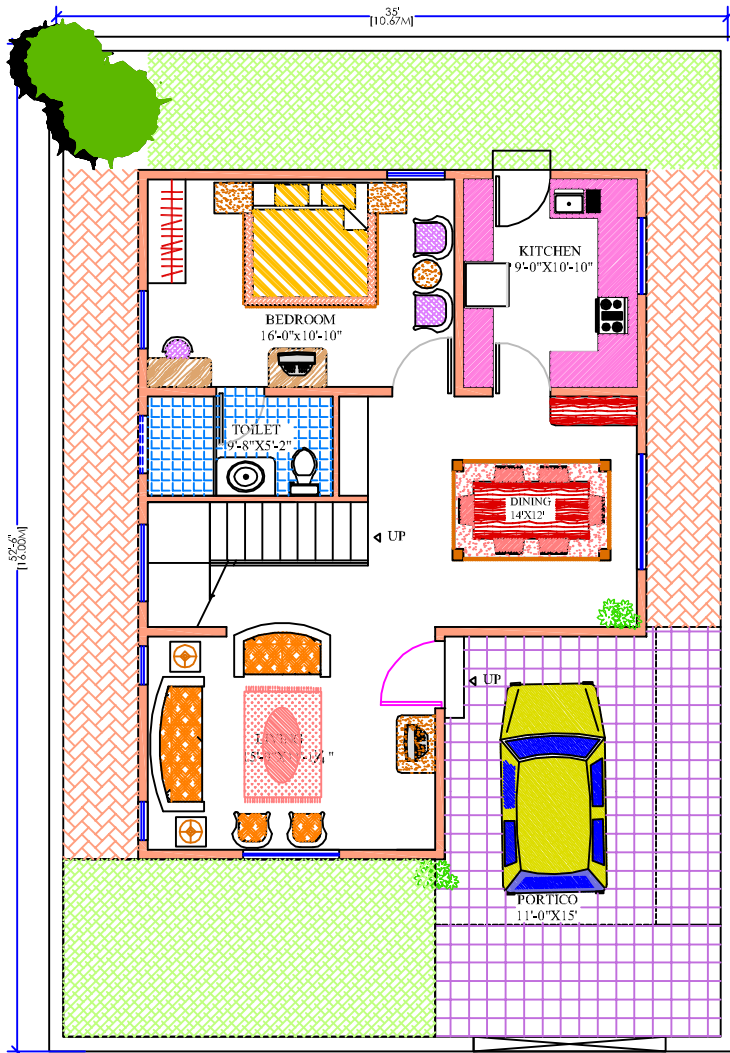 35'
[10.67M]
KITCHEN
9'-0"X10'-10"
BEDROOM
16'-0"x10'-10"
TOILET
9'-8"X5'-2"
DINING
14'X12'
UP
52'-6"
[16.00M]
UP
LIVING
PORTICO
11'-0"X15'